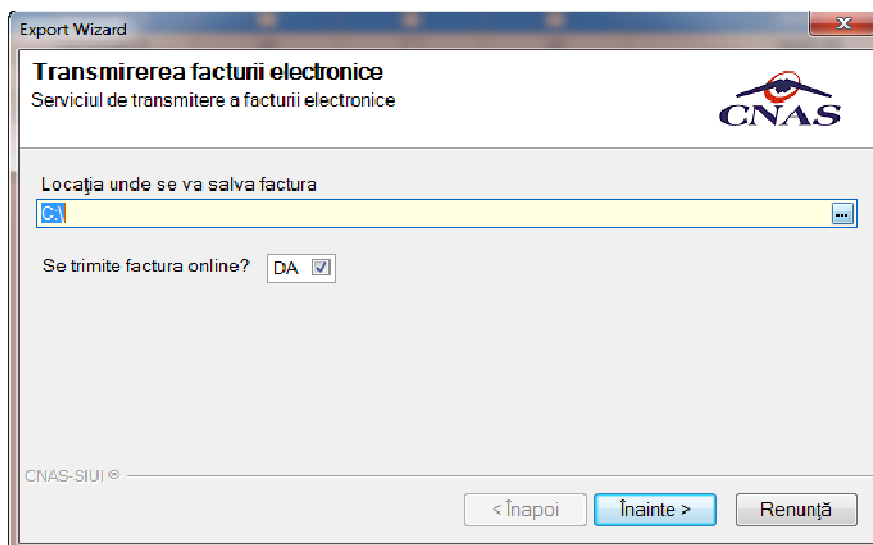 Export Wizard
Transmirerea facturii electronice
Serviciul de transmitere a facturii electronice
CNAS
Locaţia unde se va salva factura
C:\
...
Se trimite factura online? DA
CNAS-SIUI ®
< Înapoi Înainte > Renunţă